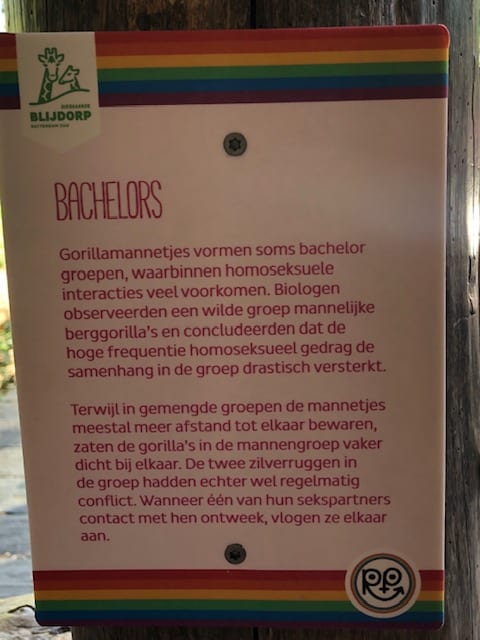 DIERGAARDE
BLIJDORP
ROTTERDAM ZOO
BACHELORS
Gorillamannetjes vormen soms bachelor
groepen, waarbinnen homoseksuele
interacties veel voorkomen. Biologen
observeerden een wilde groep mannelijke
berggorilla's en concludeerden dat de
hoge frequentie homoseksueel gedrag de
samenhang in de groep drastisch versterkt.
Terwijl in gemengde groepen de mannetjes
meestal meer afstand tot elkaar bewaren,
zaten de gorilla's in de mannengroep vaker
dicht bij elkaar. De twee zilverruggen in
de groep hadden echter wel regelmatig
conflict. Wanneer één van hun sekspartners
contact met hen ontweek, vlogen ze elkaar
aan.